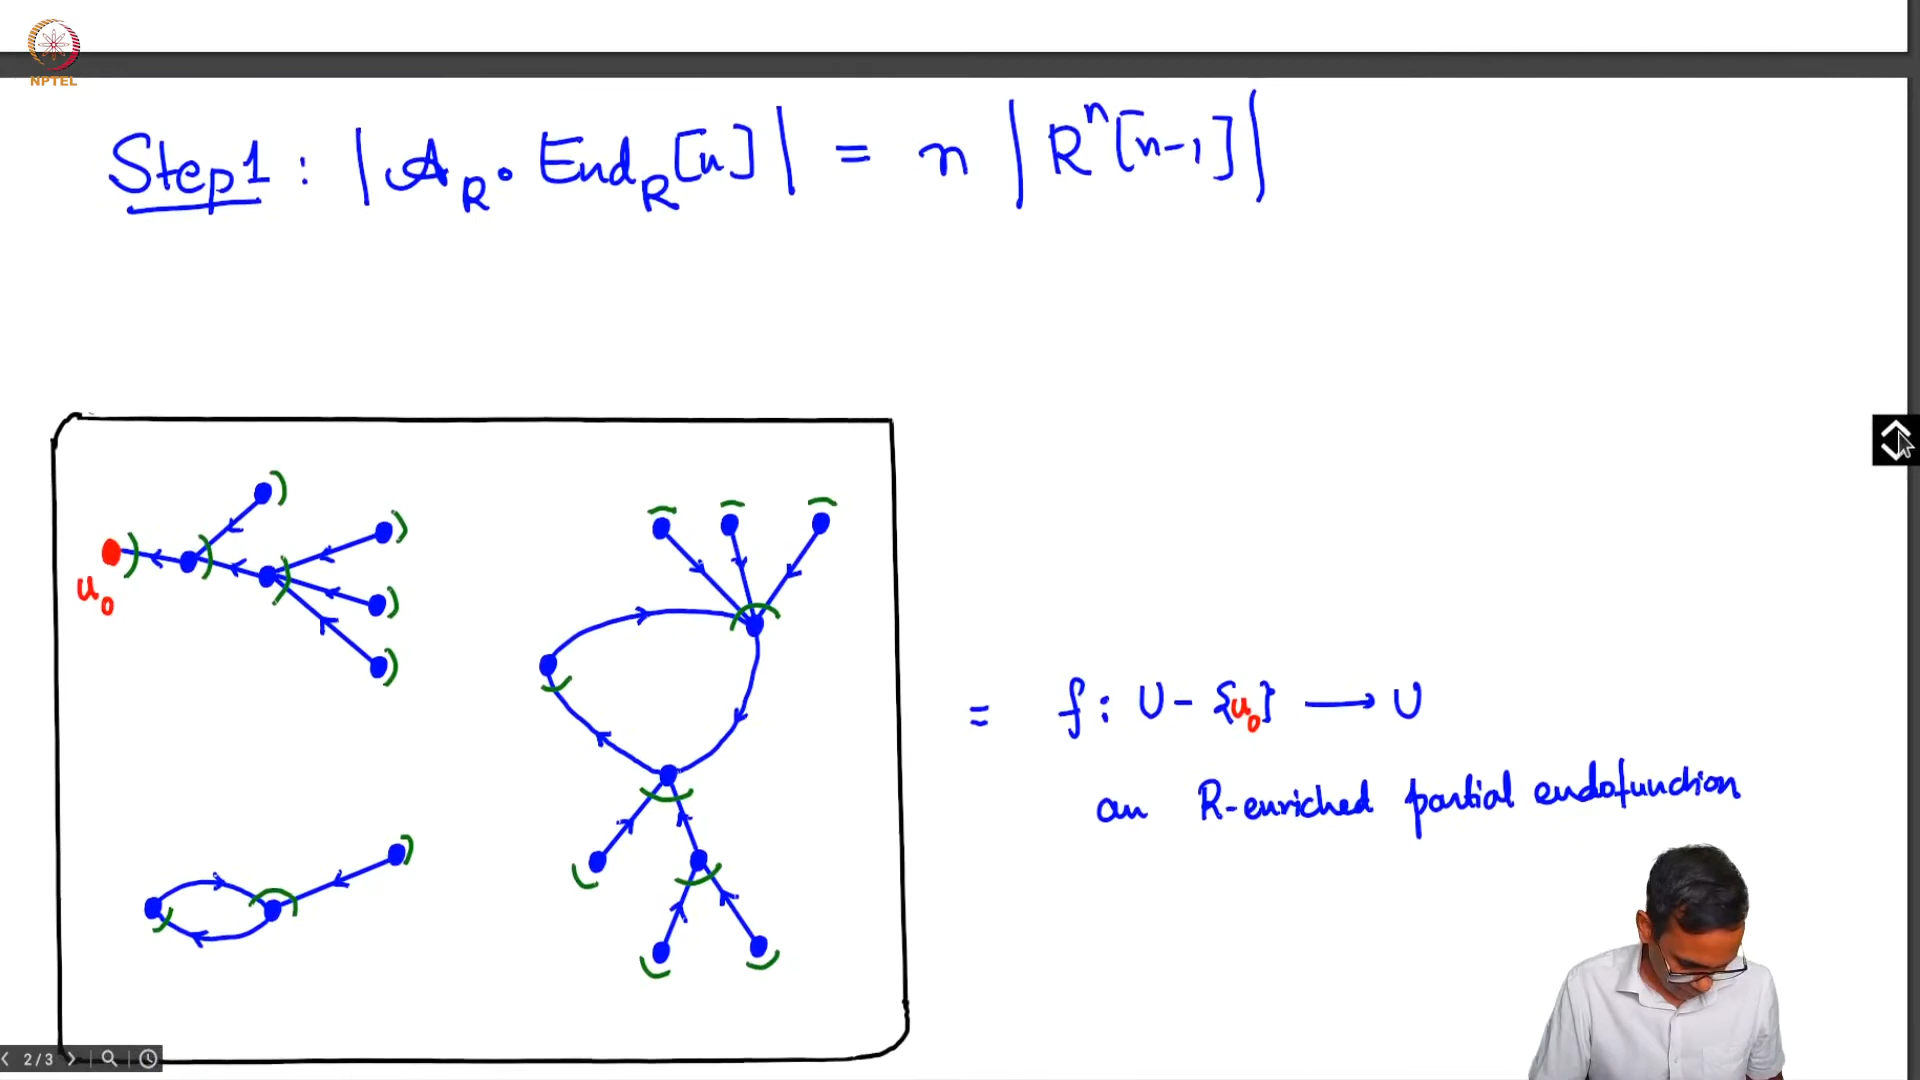 NPTEL
Step 1 : | 𝒜_R · End_R [n] | = n | R^n [n-1] |
u_0
= f : U - {u_0} ⟶ U
an R-enriched partial endofunction
2/3